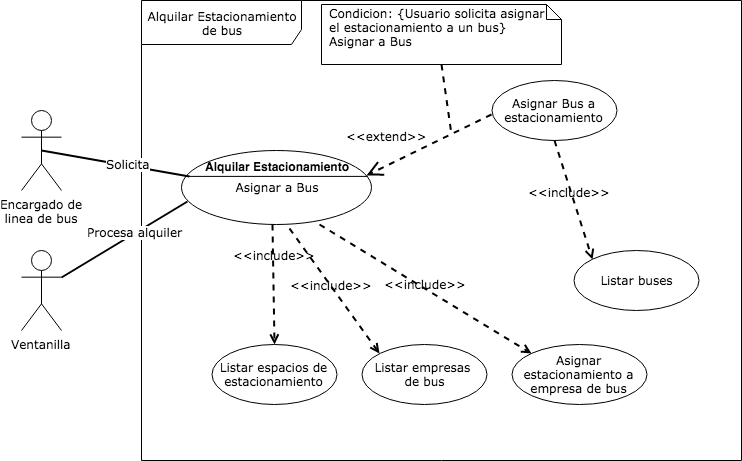 Alquilar Estacionamiento
de bus
Condicion: {Usuario solicita asignar
el estacionamiento a un bus}
Asignar a Bus
Asignar Bus a
estacionamiento
<<extend>>
Alquilar Estacionamiento
Asignar a Bus
Solicita
Encargado de
linea de bus
<<include>>
Procesa alquiler
<<include>>
<<include>>
<<include>>
Listar buses
Ventanilla
Listar espacios de
estacionamiento
Listar empresas
de bus
Asignar
estacionamiento a
empresa de bus